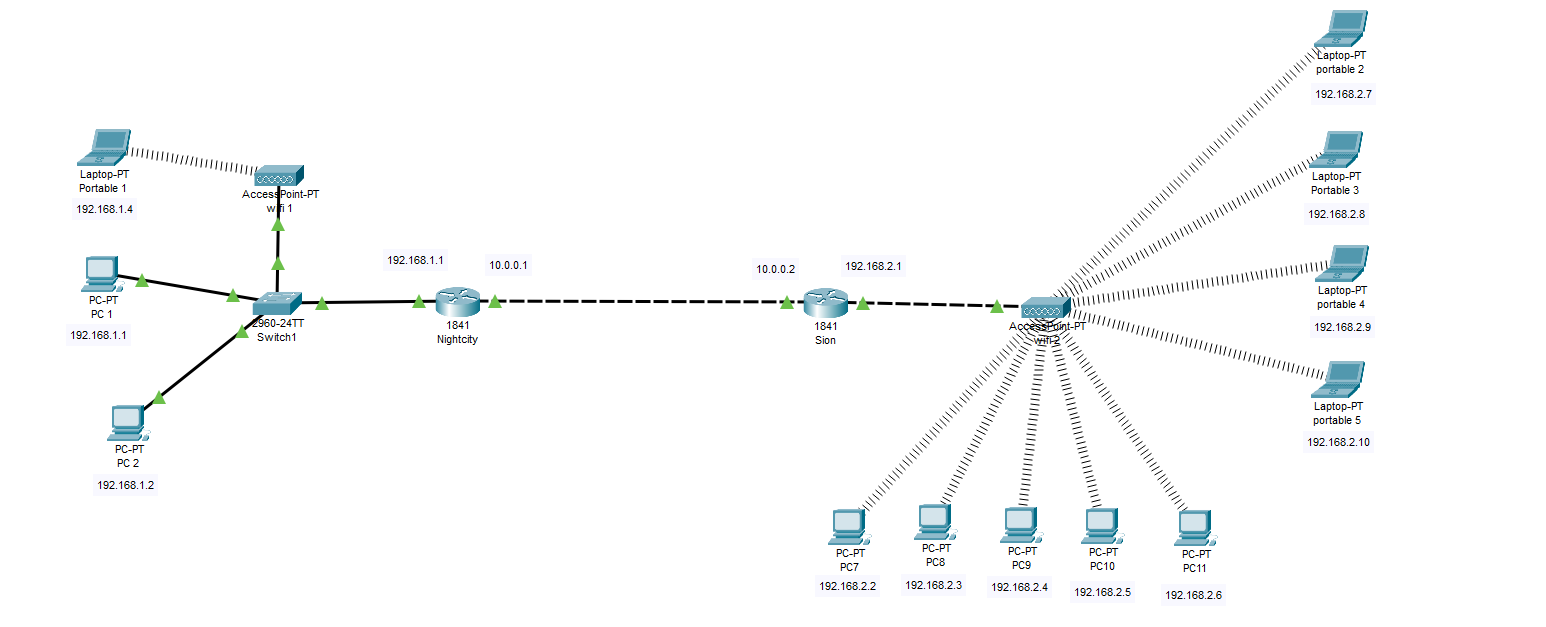 Laptop-PT
portable 2
192.168.2.7
Laptop-PT
Portable 1
192.168.1.4
AccessPoint-PT
wifi 1
Laptop-PT
Portable 3
192.168.2.8
192.168.1.1
10.0.0.1
10.0.0.2
192.168.2.1
PC-PT
PC 1
192.168.1.1
2960-24TT
Switch1
1841
Nightcity
1841
Sion
AccessPoint-PT
wifi 2
Laptop-PT
portable 4
192.168.2.9
Laptop-PT
portable 5
192.168.2.10
PC-PT
PC 2
192.168.1.2
PC-PT
PC7
192.168.2.2
PC-PT
PC8
192.168.2.3
PC-PT
PC9
192.168.2.4
PC-PT
PC10
192.168.2.5
PC-PT
PC11
192.168.2.6